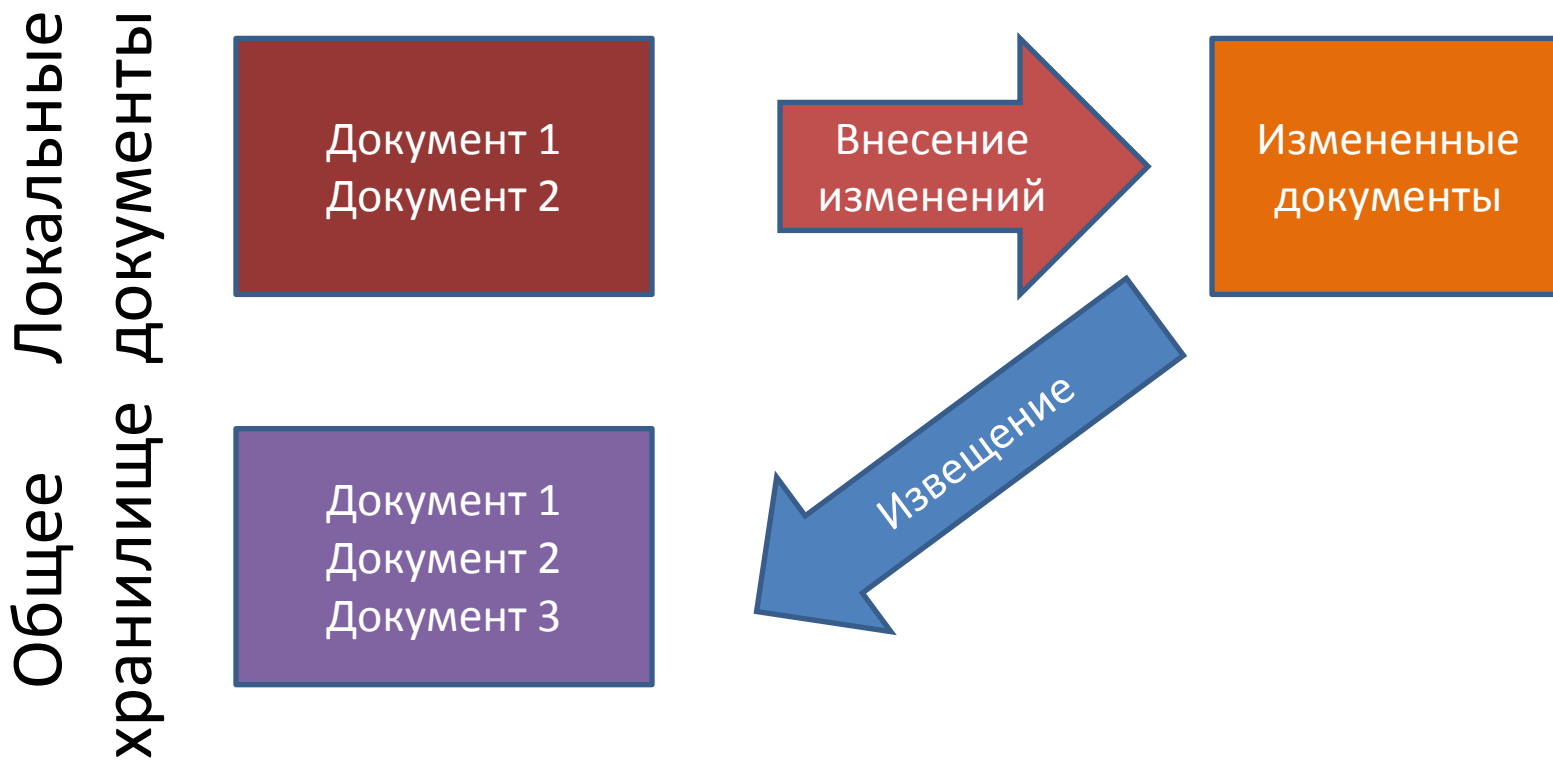 Локальные
документы
Документ 1
Документ 2
Внесение
изменений
Измененные
документы
Извещение
Общее
хранилище
Документ 1
Документ 2
Документ 3